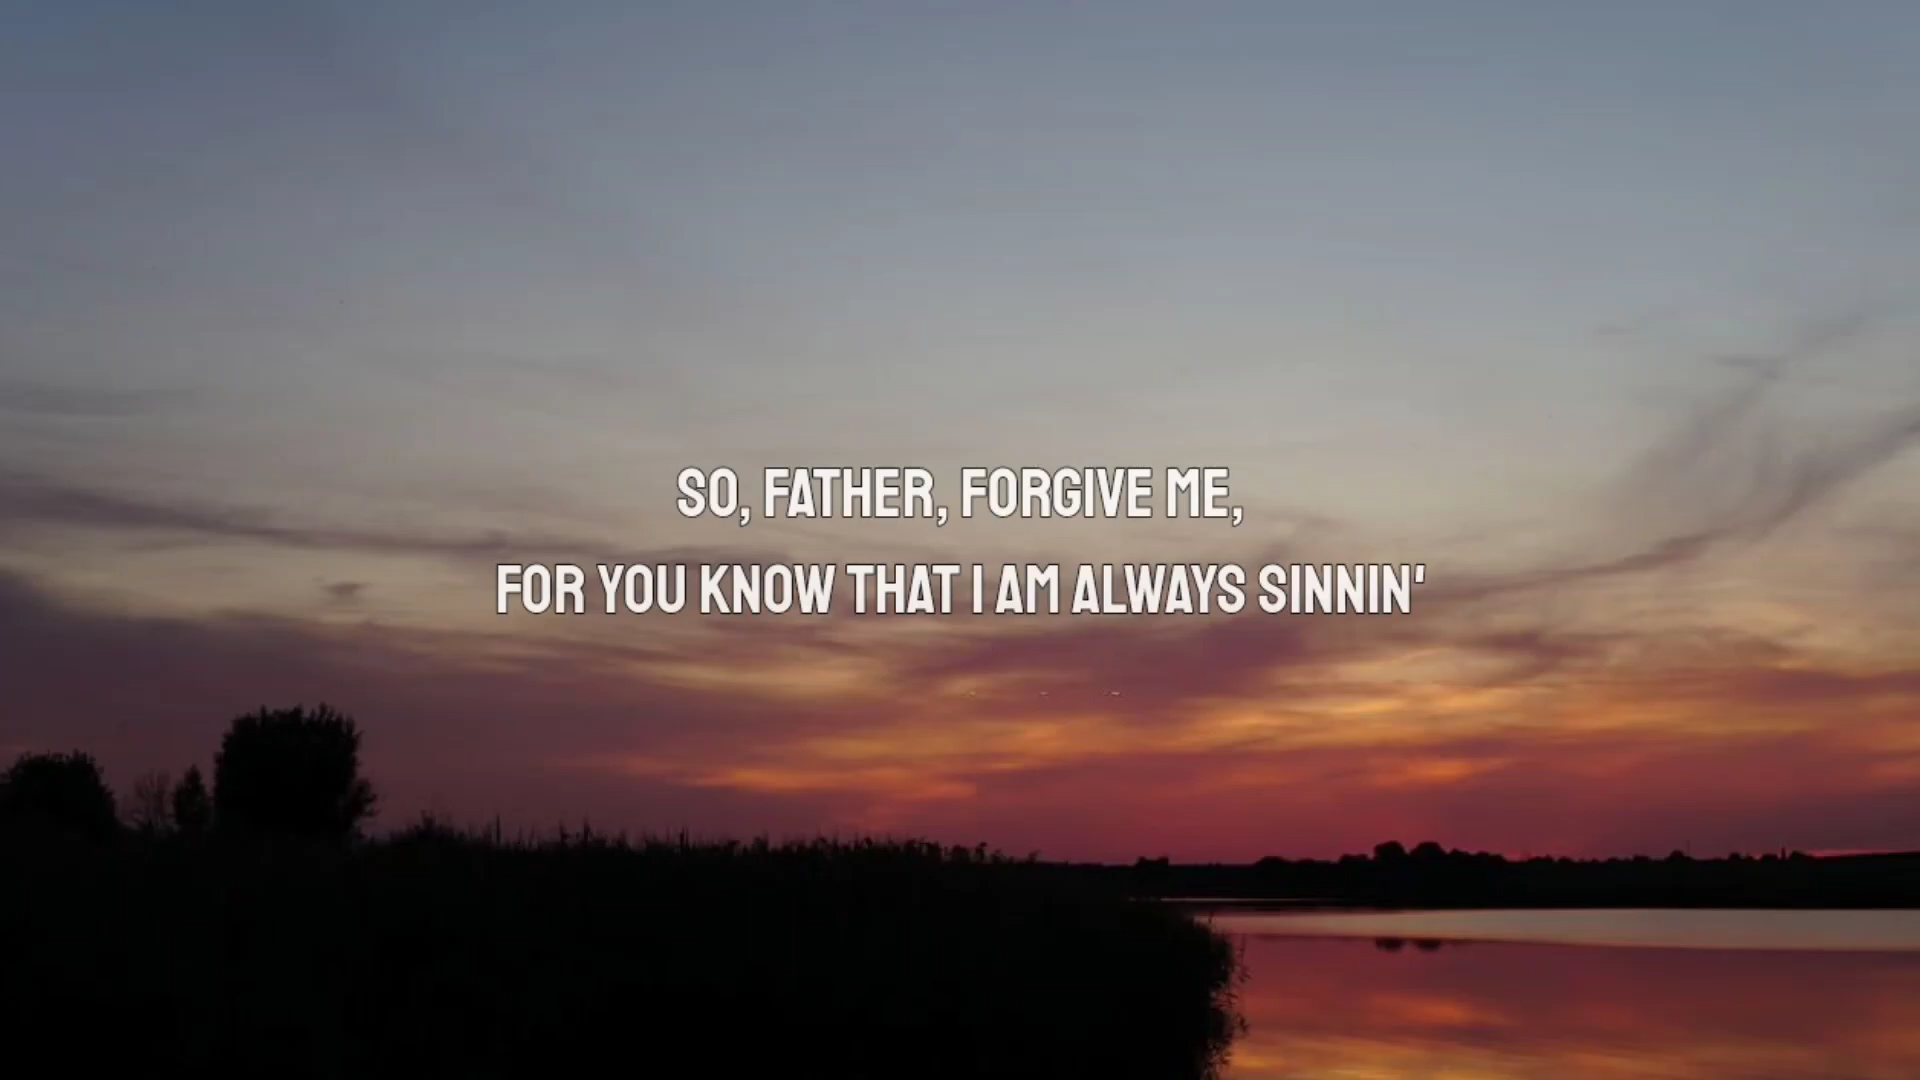 SO, FATHER, FORGIVE ME,
FOR YOU KNOW THAT I AM ALWAYS SINNIN'